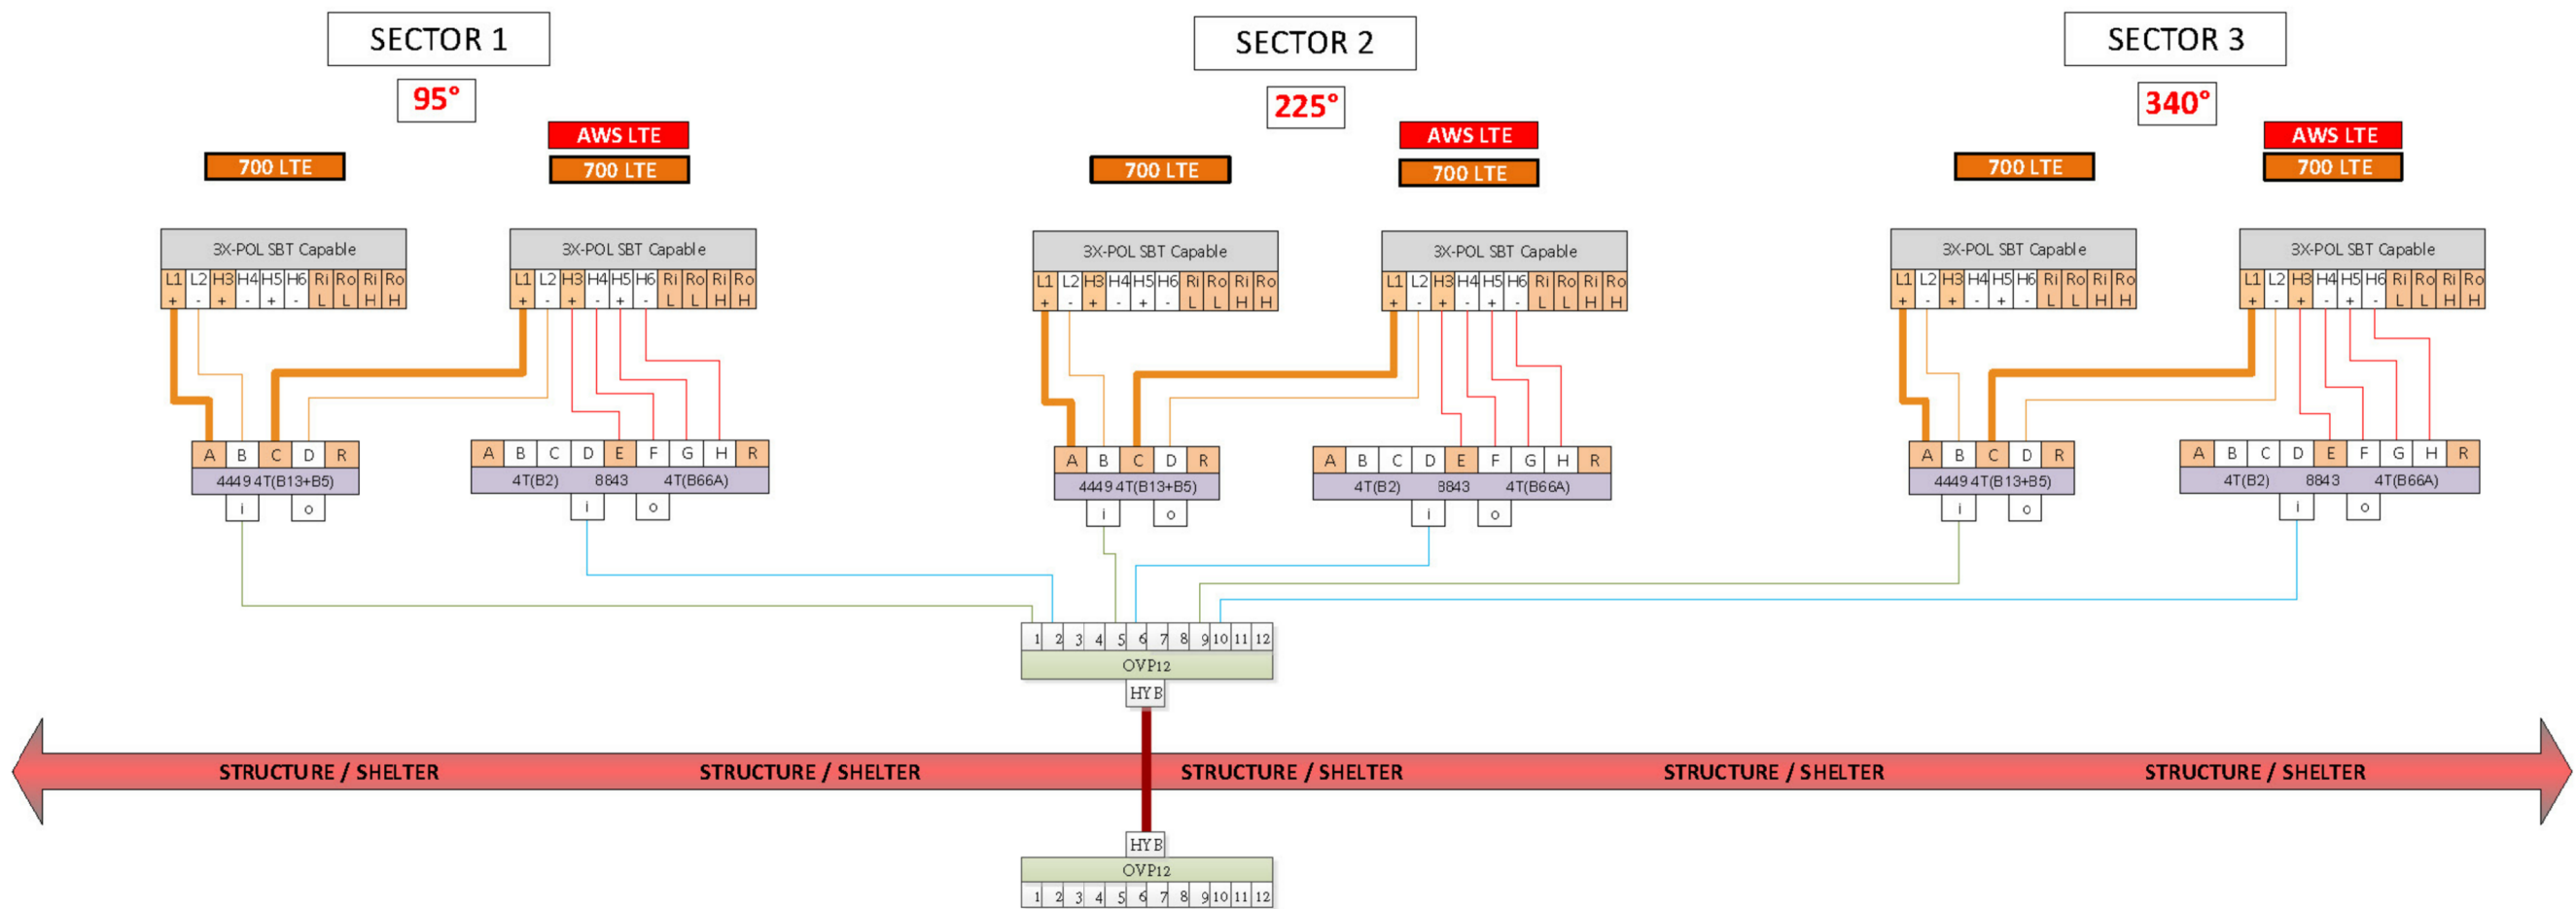 SECTOR 1
SECTOR 2
SECTOR 3
95°
225°
340°
AWS LTE
AWS LTE
AWS LTE
700 LTE
700 LTE
700 LTE
700 LTE
700 LTE
700 LTE
3X-POL SBT Capable
3X-POL SBT Capable
3X-POL SBT Capable
3X-POL SBT Capable
3X-POL SBT Capable
3X-POL SBT Capable
L1 L2 H3 H4 H5 H6 Ri Ro Ri Ro
+ - + - + - L L H H
L1 L2 H3 H4 H5 H6 Ri Ro Ri Ro
+ - + - + - L L H H
L1 L2 H3 H4 H5 H6 Ri Ro Ri Ro
+ - + - + - L L H H
L1 L2 H3 H4 H5 H6 Ri Ro Ri Ro
+ - + - + - L L H H
L1 L2 H3 H4 H5 H6 Ri Ro Ri Ro
+ - + - + - L L H H
L1 L2 H3 H4 H5 H6 Ri Ro Ri Ro
+ - + - + - L L H H
A B C D R
4449 4T(B13+B5)
i o
A B C D E F G H R
4T(B2) 8843 4T(B66A)
i o
A B C D R
4449 4T(B13+B5)
i o
A B C D E F G H R
4T(B2) 8843 4T(B66A)
i o
A B C D R
4449 4T(B13+B5)
i o
A B C D E F G H R
4T(B2) 8843 4T(B66A)
i o
1 2 3 4 5 6 7 8 9 10 11 12
OVP12
HYB
STRUCTURE / SHELTER STRUCTURE / SHELTER STRUCTURE / SHELTER STRUCTURE / SHELTER STRUCTURE / SHELTER
HYB
OVP12
1 2 3 4 5 6 7 8 9 10 11 12